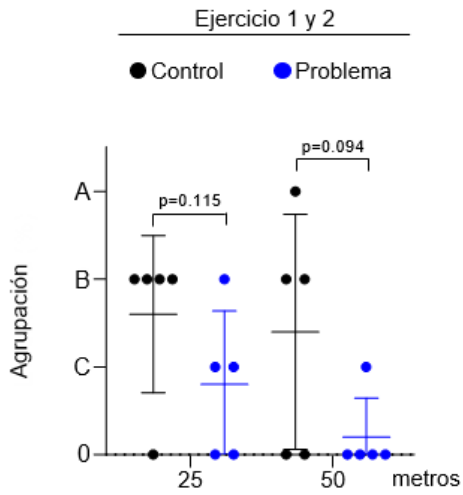 Ejercicio 1 y 2
Control Problema
p=0.094
p=0.115
A
B
C
0
Agrupación
25 50 metros